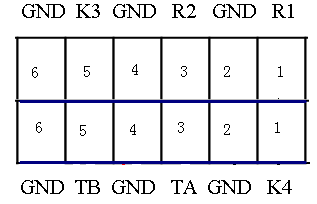 GND K3 GND R2 GND R1
6 5 4 3 2 1
6 5 4 3 2 1
GND TB GND TA GND K4